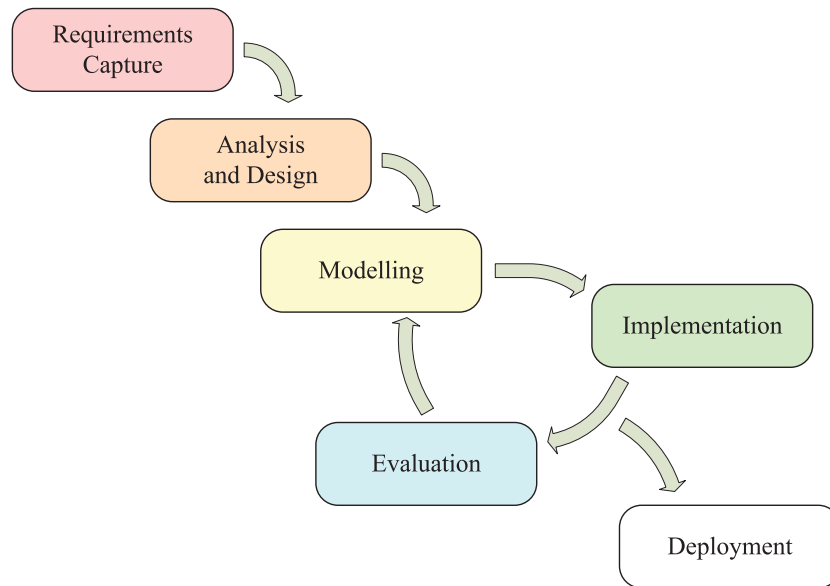 Requirements
Capture
Analysis
and Design
Modelling
Implementation
Evaluation
Deployment